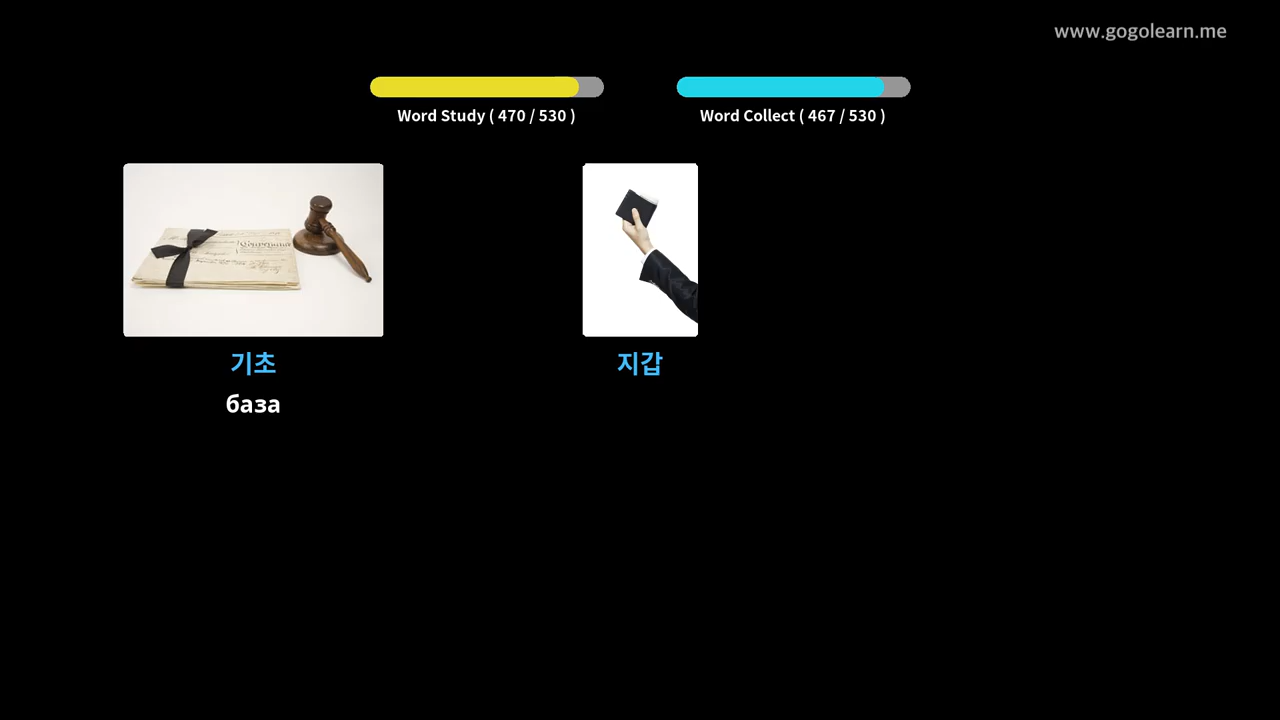 www.gogolearn.me
Word Study ( 470 / 530 )
Word Collect ( 467 / 530 )
기초
지갑
база